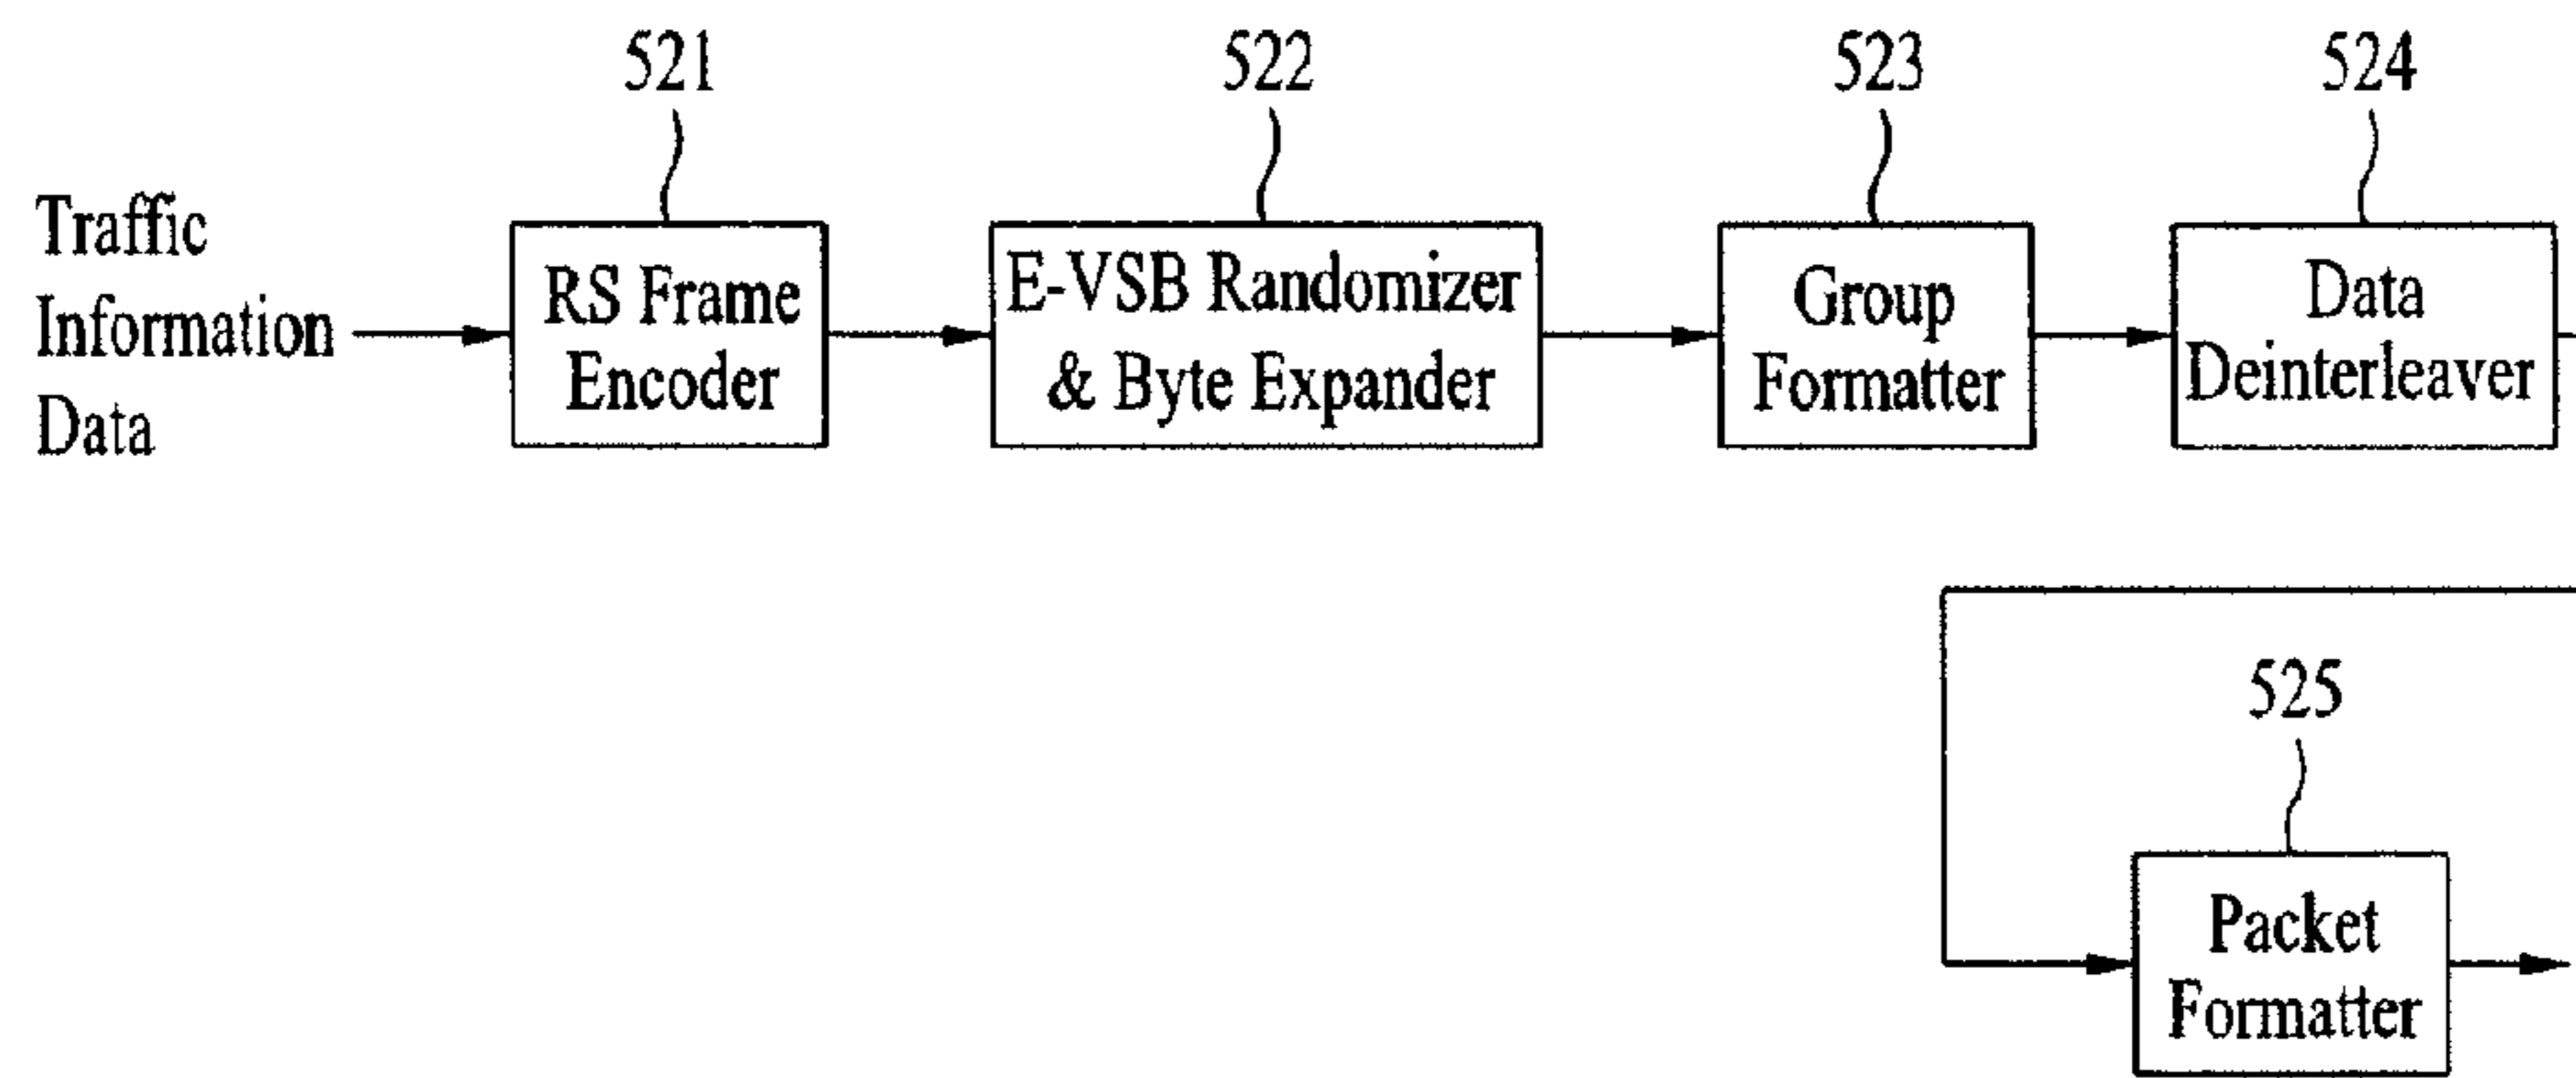 521
522
523
524
Traffic
Information
Data
RS Frame
Encoder
E-VSB Randomizer
& Byte Expander
Group
Formatter
Data
Deinterleaver
525
Packet
Formatter